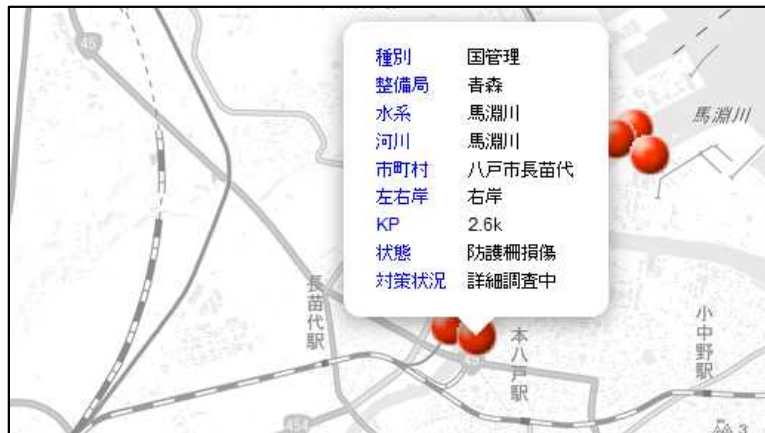 45
種別 国管理
整備局 青森
水系 馬淵川
河川 馬淵川
市町村 八戸市長苗代
左右岸 右岸
KP 2.6k
状態 防護柵損傷
対策状況 詳細調査中
馬淵川
長苗代駅
本八戸駅
小中野駅
454
3